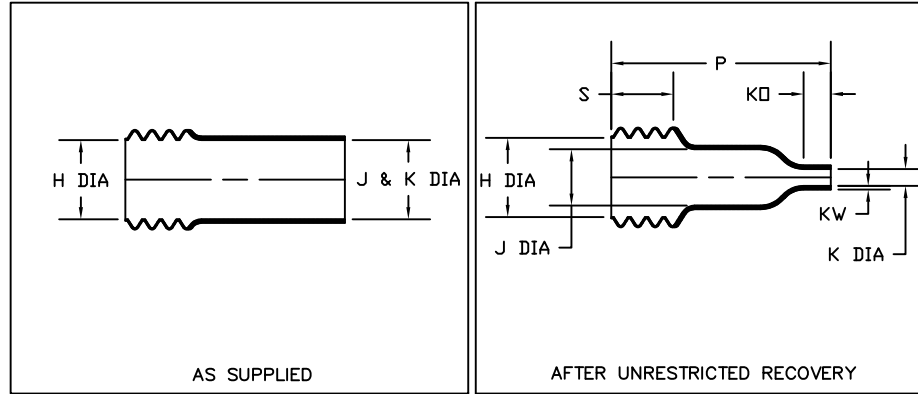 H DIA
J & K DIA
AS SUPPLIED
P
S
KO
H DIA
J DIA
KW
K DIA
AFTER UNRESTRICTED RECOVERY